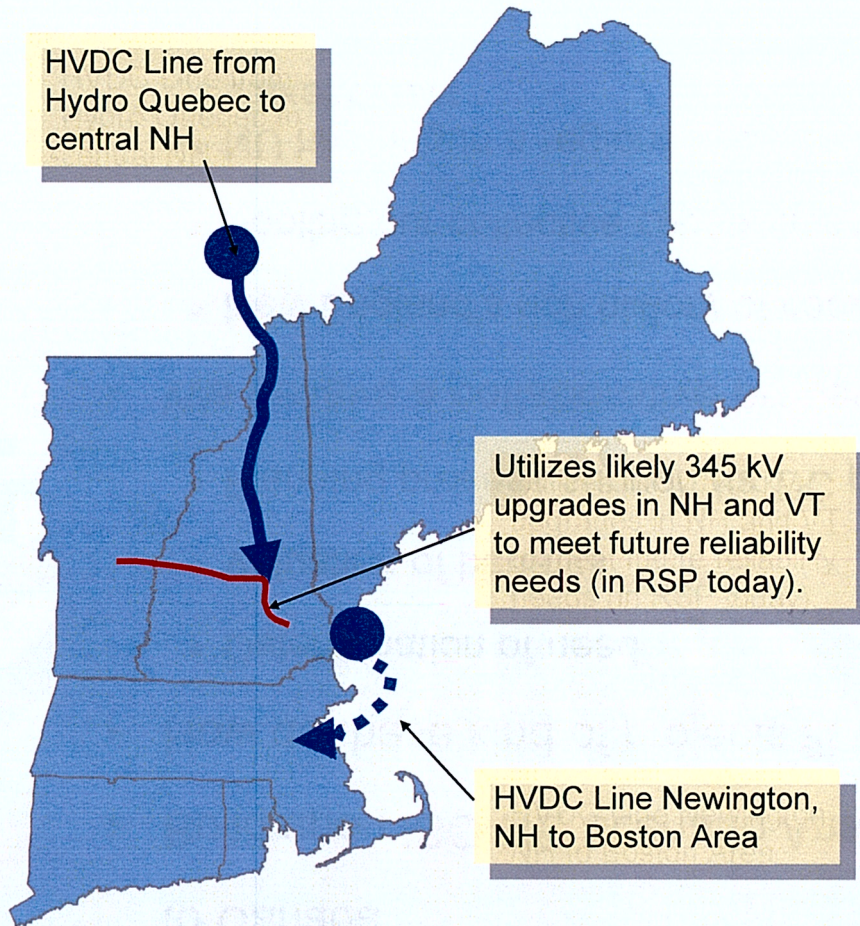 HVDC Line from
Hydro Quebec to
central NH
Utilizes likely 345 kV
upgrades in NH and VT
to meet future reliability
needs (in RSP today).
HVDC Line Newington,
NH to Boston Area